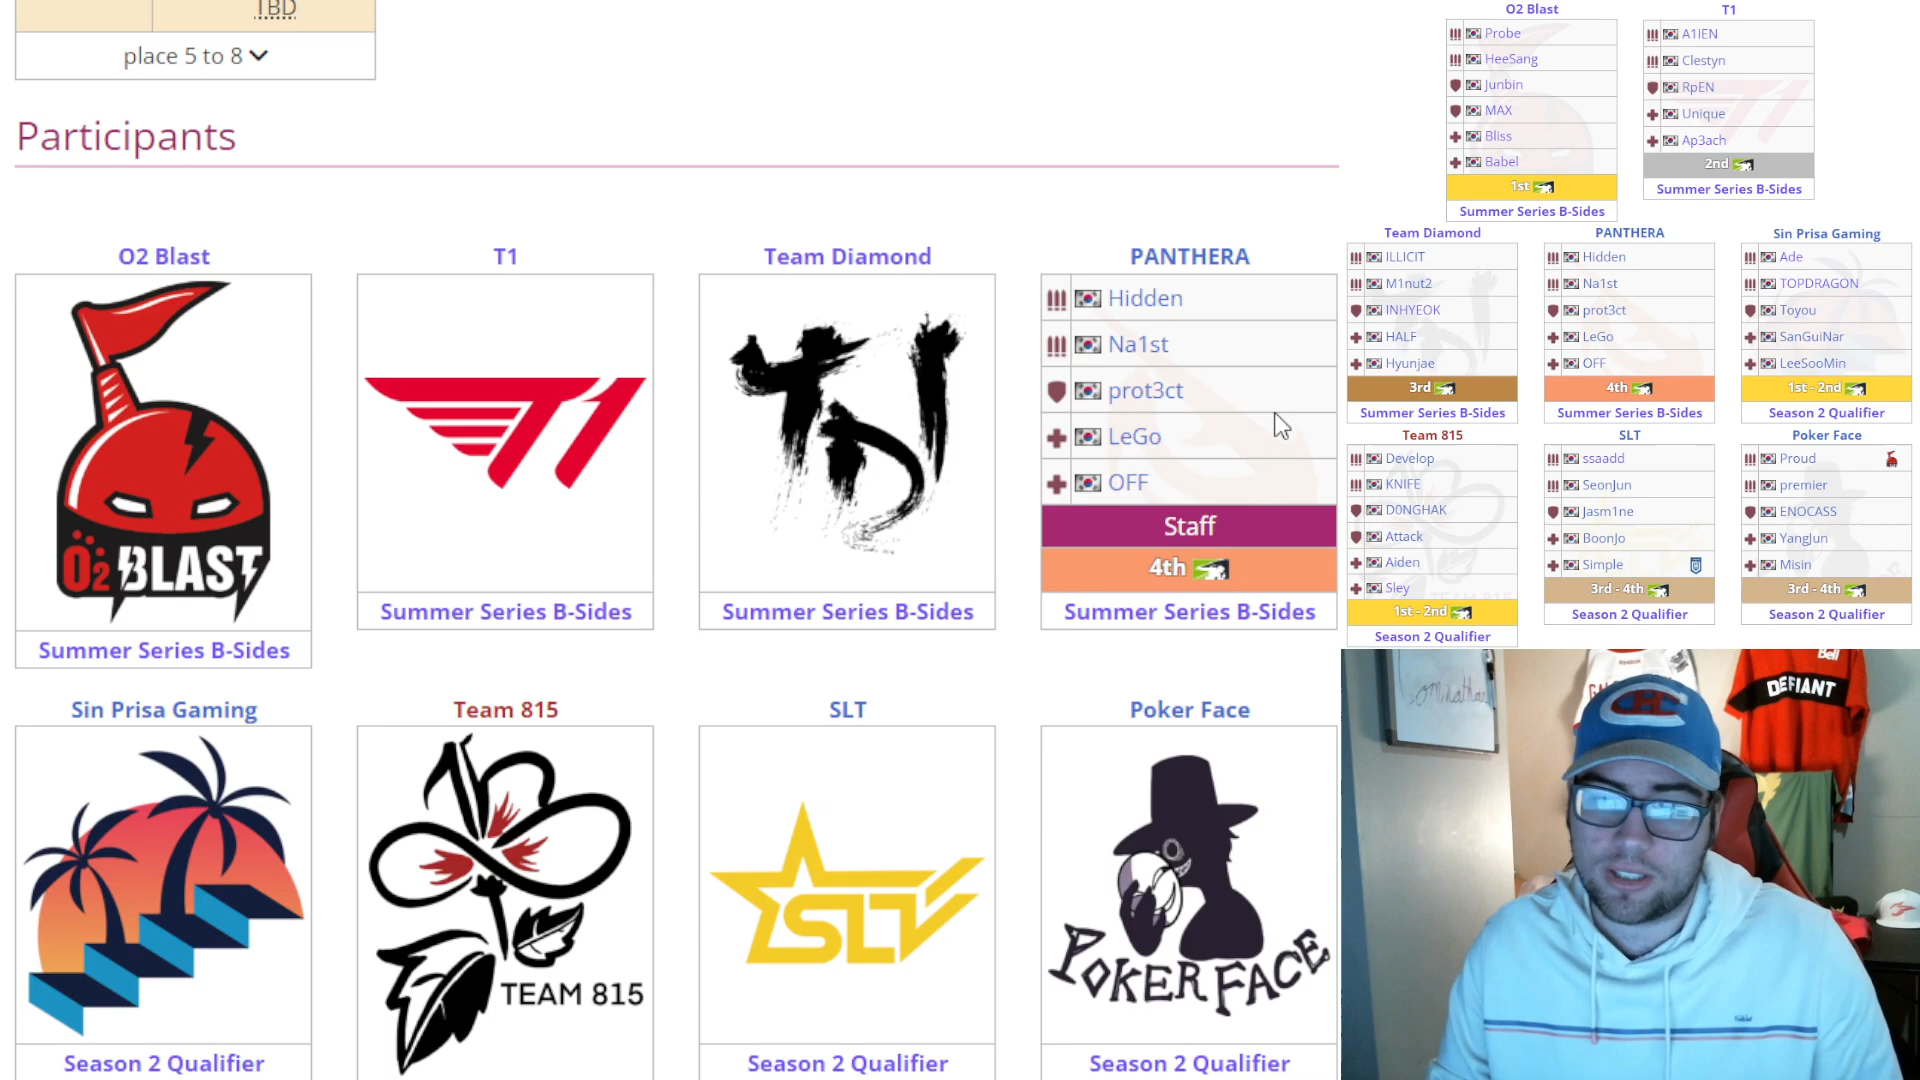 TBD
place 5 to 8
Participants
O2 Blast
O2 BLAST
Summer Series B-Sides
T1
T1
Summer Series B-Sides
Team Diamond
Summer Series B-Sides
PANTHERA
Hidden
Na1st
prot3ct
LeGo
OFF
Staff
4th
Summer Series B-Sides
Sin Prisa Gaming
Season 2 Qualifier
Team 815
TEAM 815
SLT
SLT
Season 2 Qualifier
Poker Face
POKER FACE
Season 2 Qualifier
O2 Blast
Probe
HeeSang
Junbin
MAX
Bliss
Babel
1st
Summer Series B-Sides
T1
A1IEN
Clestyn
RpEN
Unique
Ap3ach
2nd
Summer Series B-Sides
Team Diamond
ILLICIT
M1nut2
INHYEOK
HALF
Hyunjae
3rd
Summer Series B-Sides
PANTHERA
Hidden
Na1st
prot3ct
LeGo
OFF
4th
Summer Series B-Sides
Sin Prisa Gaming
Ade
TOPDRAGON
Toyou
SanGuiNar
LeeSooMin
1st - 2nd
Season 2 Qualifier
Team 815
Develop
KNIFE
D0NGHAK
Attack
Aiden
Sley
1st - 2nd
Season 2 Qualifier
SLT
ssaadd
SeonJun
Jasm1ne
BoonJo
Simple
3rd - 4th
Season 2 Qualifier
Poker Face
Proud
premier
ENOCASS
YangJun
Misin
3rd - 4th
Season 2 Qualifier
Bell
DEFIANT